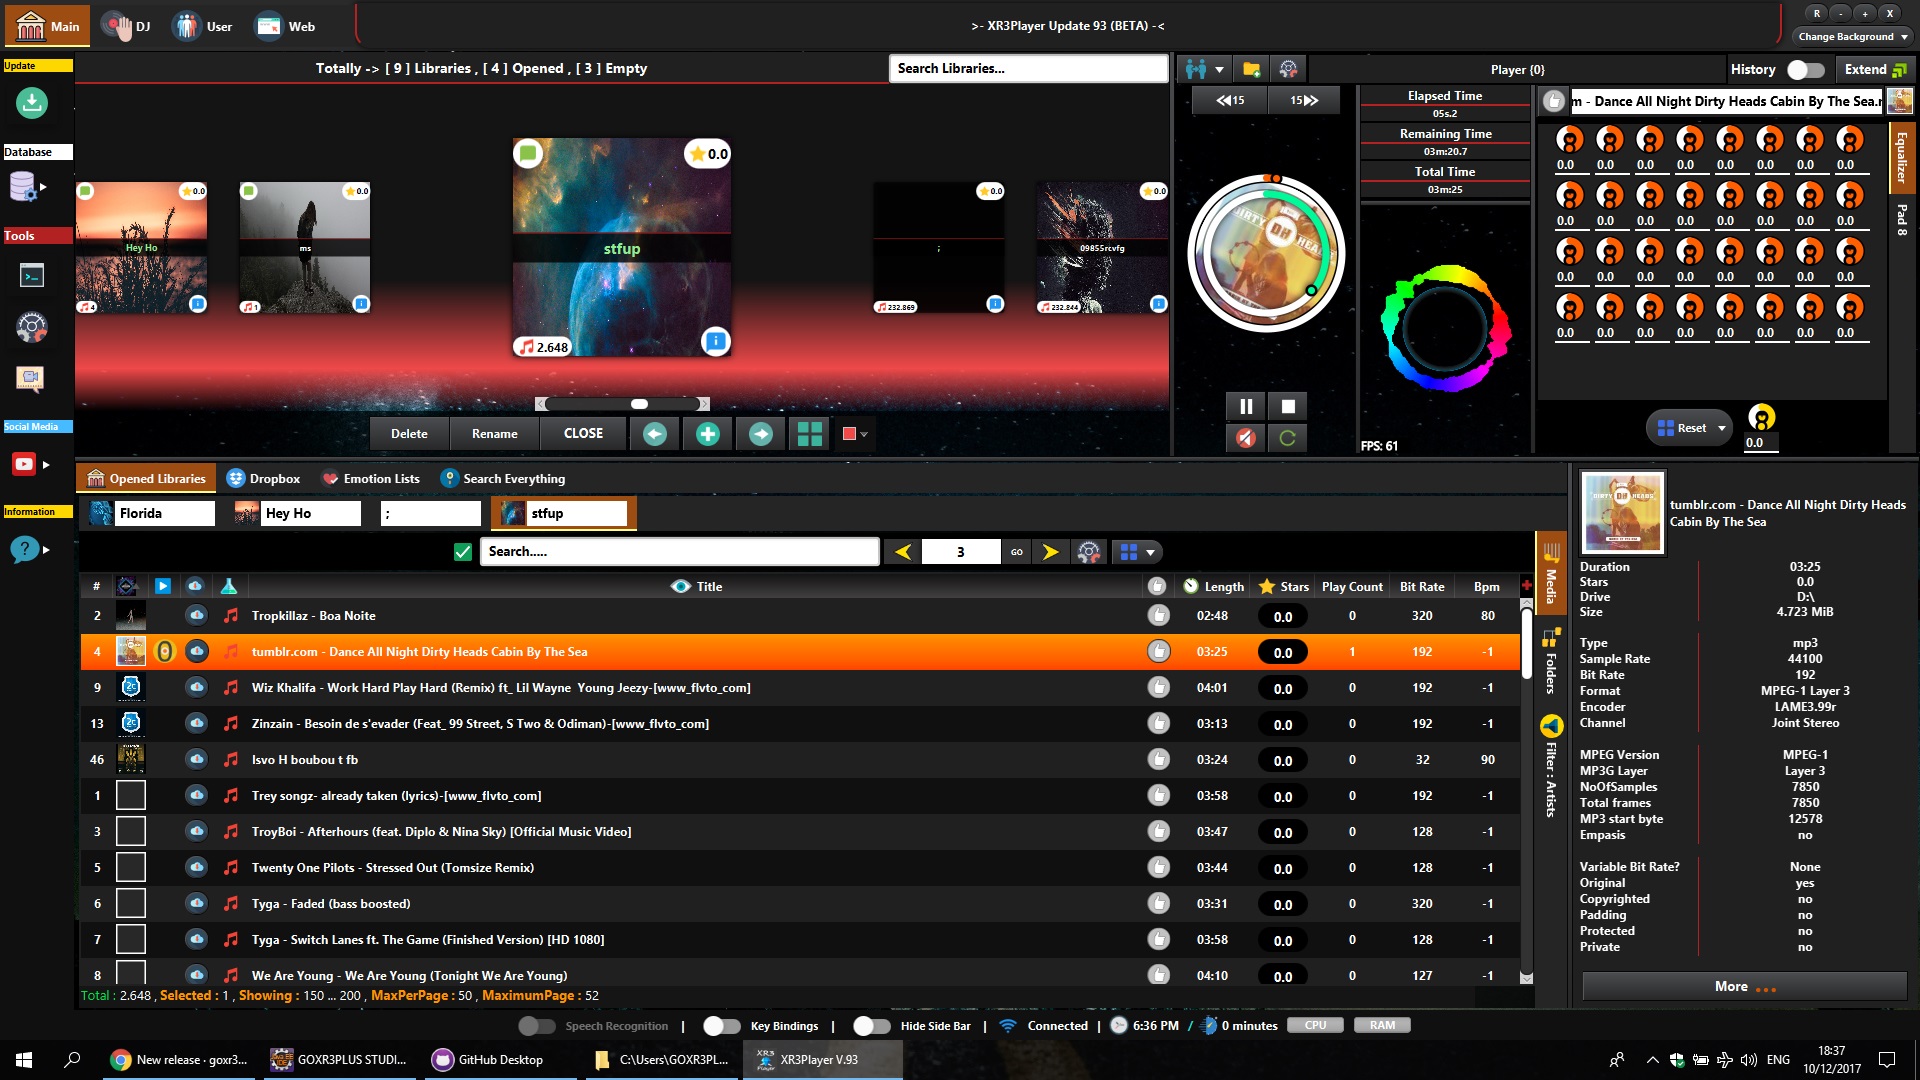 Main
DJ
User
Web
>- XR3Player Update 93 (BETA) -<
R - + X
Change Background
Update
Database
Tools
Social Media
Information
Totally -> [ 9 ] Libraries , [ 4 ] Opened , [ 3 ] Empty
Search Libraries...
Hey Ho
0.0
4
ms
0.0
1
stfup
0.0
2.648
;
0.0
232.869
09855rcvfg
0.0
232.844
Delete
Rename
CLOSE
Player {0}
History
Extend
15
15
Elapsed Time
05s.2
Remaining Time
03m:20.7
Total Time
03m:25
FPS: 61
m - Dance All Night Dirty Heads Cabin By The Sea.m
0.0 0.0 0.0 0.0 0.0 0.0 0.0 0.0
0.0 0.0 0.0 0.0 0.0 0.0 0.0 0.0
0.0 0.0 0.0 0.0 0.0 0.0 0.0 0.0
0.0 0.0 0.0 0.0 0.0 0.0 0.0 0.0
Equalizer
Pad 8
Reset
0.0
Opened Libraries
Dropbox
Emotion Lists
Search Everything
Florida
Hey Ho
;
stfup
Search.....
3
GO
# Title Length Stars Play Count Bit Rate Bpm
2 Tropkillaz - Boa Noite 02:48 0.0 0 320 80
4 tumblr.com - Dance All Night Dirty Heads Cabin By The Sea 03:25 0.0 1 192 -1
9 Wiz Khalifa - Work Hard Play Hard (Remix) ft_ Lil Wayne  Young Jeezy-[www_flvto_com] 04:01 0.0 0 192 -1
13 Zinzain - Besoin de s'evader (Feat_ 99 Street, S Two & Odiman)-[www_flvto_com] 03:13 0.0 0 192 -1
46 Isvo H boubou t fb 03:24 0.0 0 32 90
1 Trey songz- already taken (lyrics)-[www_flvto_com] 03:58 0.0 0 192 -1
3 TroyBoi - Afterhours (feat. Diplo & Nina Sky) [Official Music Video] 03:47 0.0 0 128 -1
5 Twenty One Pilots - Stressed Out (Tomsize Remix) 03:44 0.0 0 128 -1
6 Tyga - Faded (bass boosted) 03:31 0.0 0 320 -1
7 Tyga - Switch Lanes ft. The Game (Finished Version) [HD 1080] 03:58 0.0 0 128 -1
8 We Are Young - We Are Young (Tonight We Are Young) 04:10 0.0 0 127 -1
Total : 2.648 , Selected : 1 , Showing : 150 ... 200 , MaxPerPage : 50 , MaximumPage : 52
Media
Folders
Filter : Artists
DIRTY DH HEADS
tumblr.com - Dance All Night Dirty Heads
Cabin By The Sea
Duration 03:25
Stars 0.0
Drive D:\
Size 4.723 MiB
Type mp3
Sample Rate 44100
Bit Rate 192
Format MPEG-1 Layer 3
Encoder LAME3.99r
Channel Joint Stereo
MPEG Version MPEG-1
MP3G Layer Layer 3
NoOfSamples 7850
Total frames 7850
MP3 start byte 12578
Empasis no
Variable Bit Rate? None
Original yes
Copyrighted no
Padding no
Protected no
Private no
More ...
Speech Recognition | Key Bindings | Hide Side Bar | Connected | 6:36 PM / 0 minutes CPU RAM
New release · goxr3...
GOXR3PLUS STUDI...
GitHub Desktop
C:\Users\GOXR3PL...
XR3Player V.93
ENG
18:37
10/12/2017